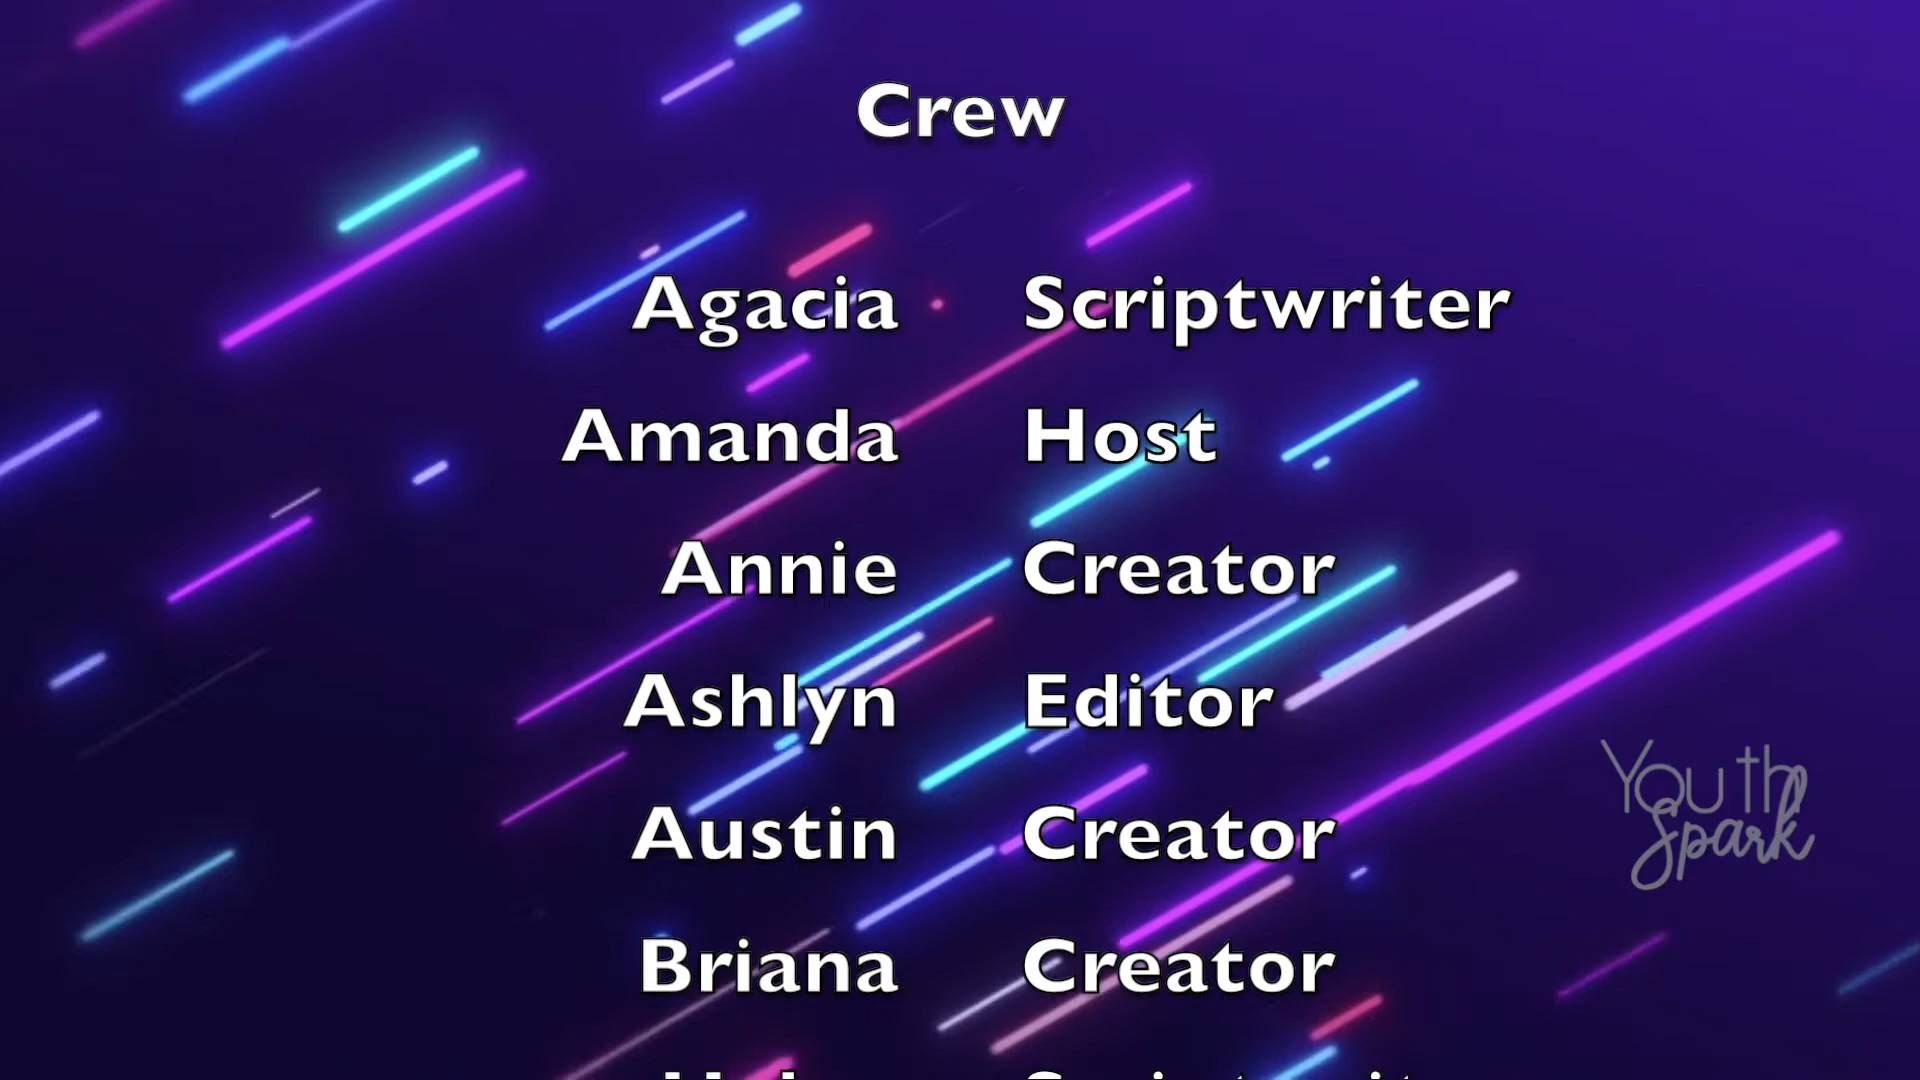 Crew
Agacia Scriptwriter
Amanda Host
Annie Creator
Ashlyn Editor
Austin Creator
Briana Creator
Youth
Spark